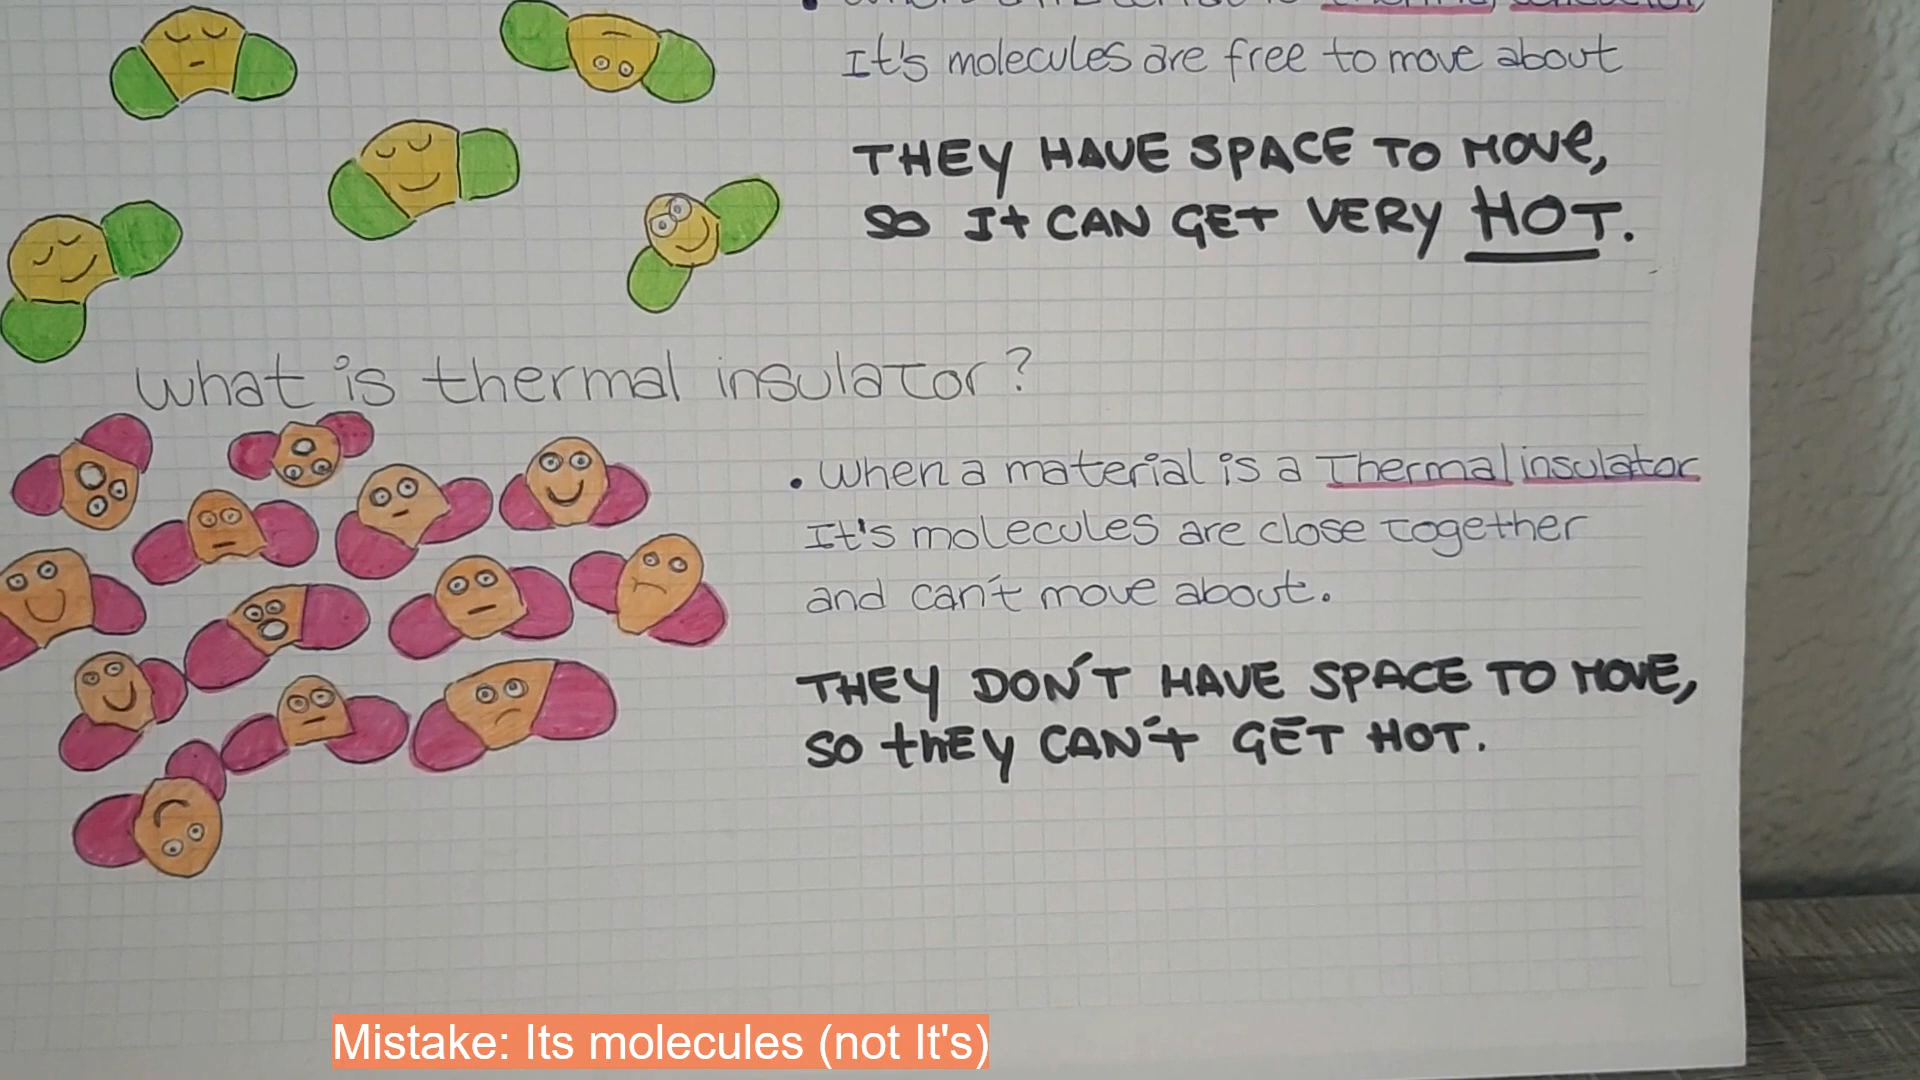 It's molecules are free to move about
THEY HAVE SPACE TO MOVE,
SO It CAN GET VERY HOT.
What is thermal insulator?
• When a material is a Thermal insulator
It's molecules are close together
and can't move about.
THEY DON'T HAVE SPACE TO MOVE,
SO thEY CAN'T GET HOT.
Mistake: Its molecules (not It's)